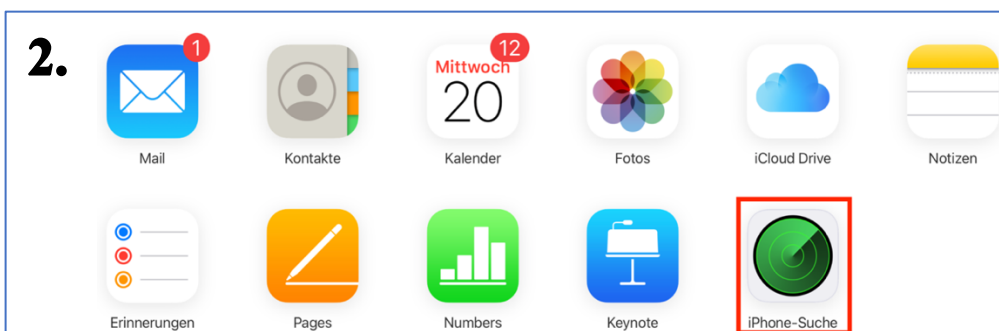 2.
1
12
Mittwoch
20
Mail Kontakte Kalender Fotos iCloud Drive Notizen
Erinnerungen Pages Numbers Keynote iPhone-Suche